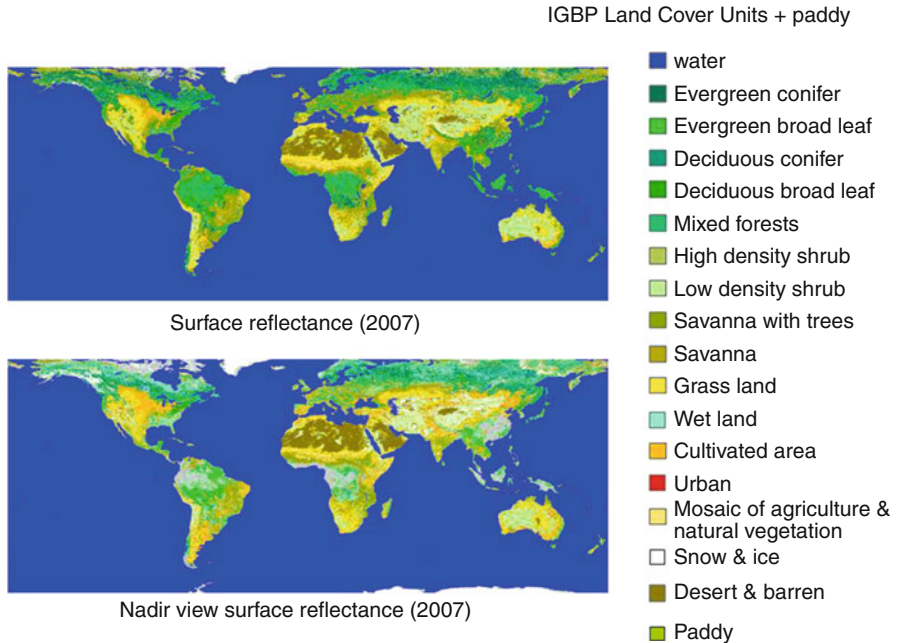 IGBP Land Cover Units + paddy
water
Evergreen conifer
Evergreen broad leaf
Deciduous conifer
Deciduous broad leaf
Mixed forests
High density shrub
Low density shrub
Savanna with trees
Savanna
Grass land
Wet land
Cultivated area
Urban
Mosaic of agriculture &
natural vegetation
Snow & ice
Desert & barren
Paddy
Surface reflectance (2007)
Nadir view surface reflectance (2007)